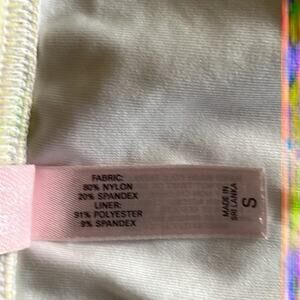 FABRIC:
80% NYLON
20% SPANDEX
LINER:
91% POLYESTER
9% SPANDEX
MADE IN
SRI LANKA
S